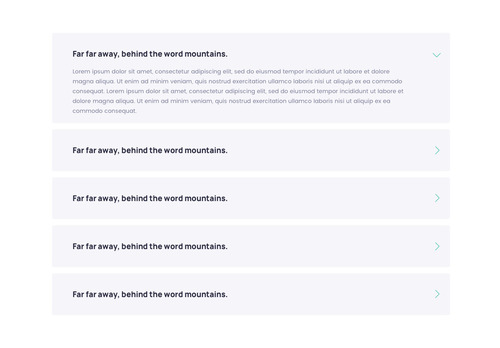 Far far away, behind the word mountains.
Lorem ipsum dolor sit amet, consectetur adipiscing elit, sed do eiusmod tempor incididunt ut labore et dolore
magna aliqua. Ut enim ad minim veniam, quis nostrud exercitation ullamco laboris nisi ut aliquip ex ea commodo
consequat. Lorem ipsum dolor sit amet, consectetur adipiscing elit, sed do eiusmod tempor incididunt ut labore et
dolore magna aliqua. Ut enim ad minim veniam, quis nostrud exercitation ullamco laboris nisi ut aliquip ex ea
commodo consequat.
Far far away, behind the word mountains.
Far far away, behind the word mountains.
Far far away, behind the word mountains.
Far far away, behind the word mountains.